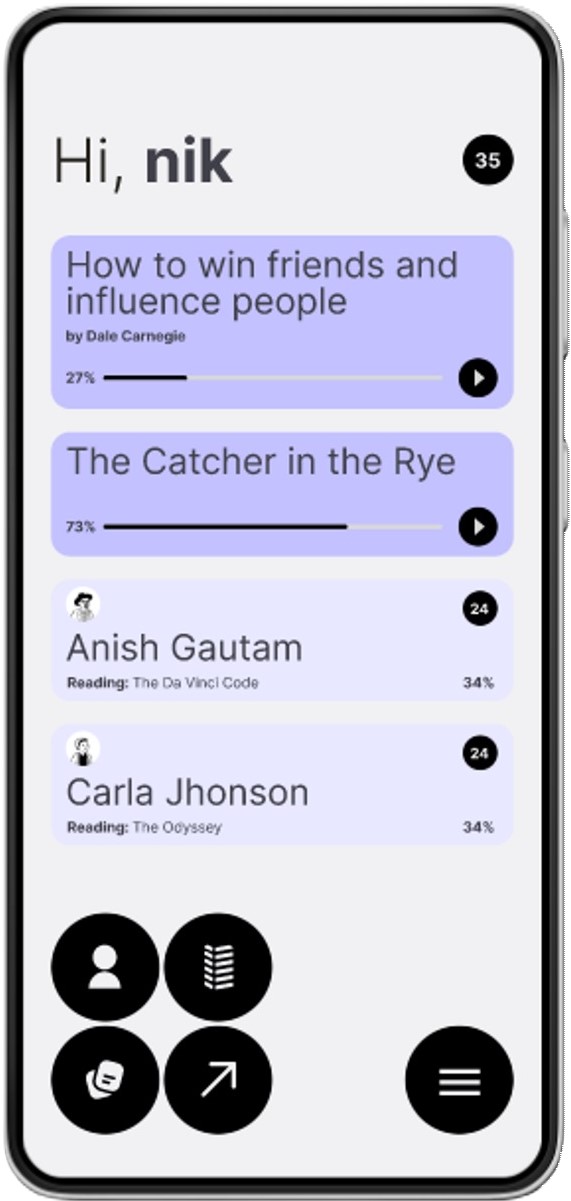 Hi, nik
35
How to win friends and
influence people
by Dale Carnegie
27%
The Catcher in the Rye
73%
24
Anish Gautam
Reading: The Da Vinci Code
34%
24
Carla Jhonson
Reading: The Odyssey
34%